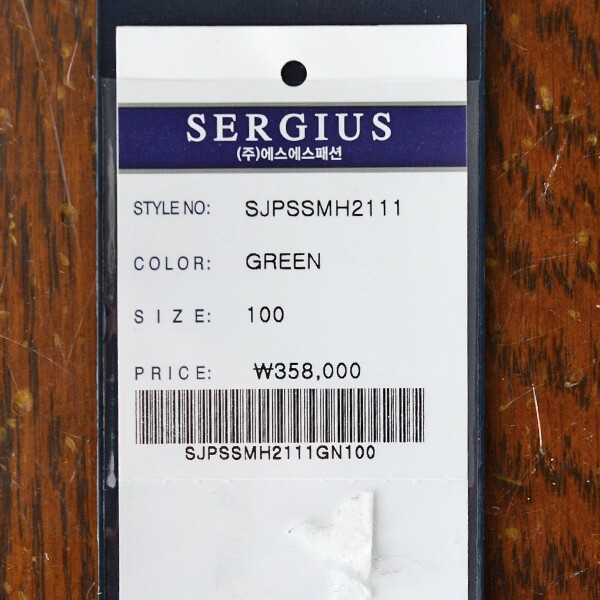 SERGIUS
(주)에스에스패션
STYLE NO: SJPSSMH2111
COLOR: GREEN
SIZE: 100
PRICE: ₩358,000
SJPSSMH2111GN100